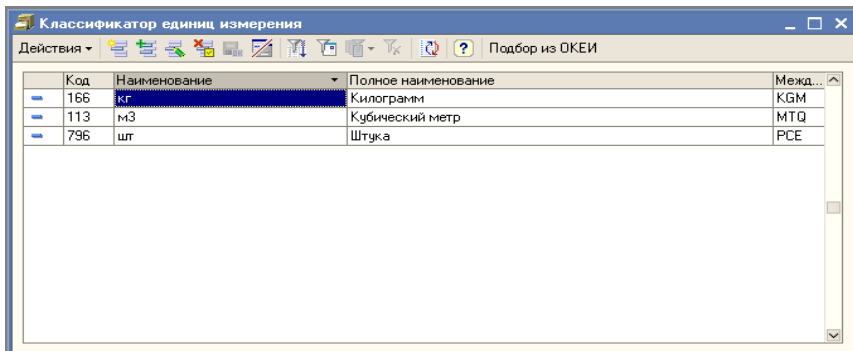 Классификатор единиц измерения
Действия ? Подбор из ОКЕИ
Код Наименование Полное наименование Межд...
166 кг Килограмм KGM
113 м3 Кубический метр MTQ
796 шт Штука PCE